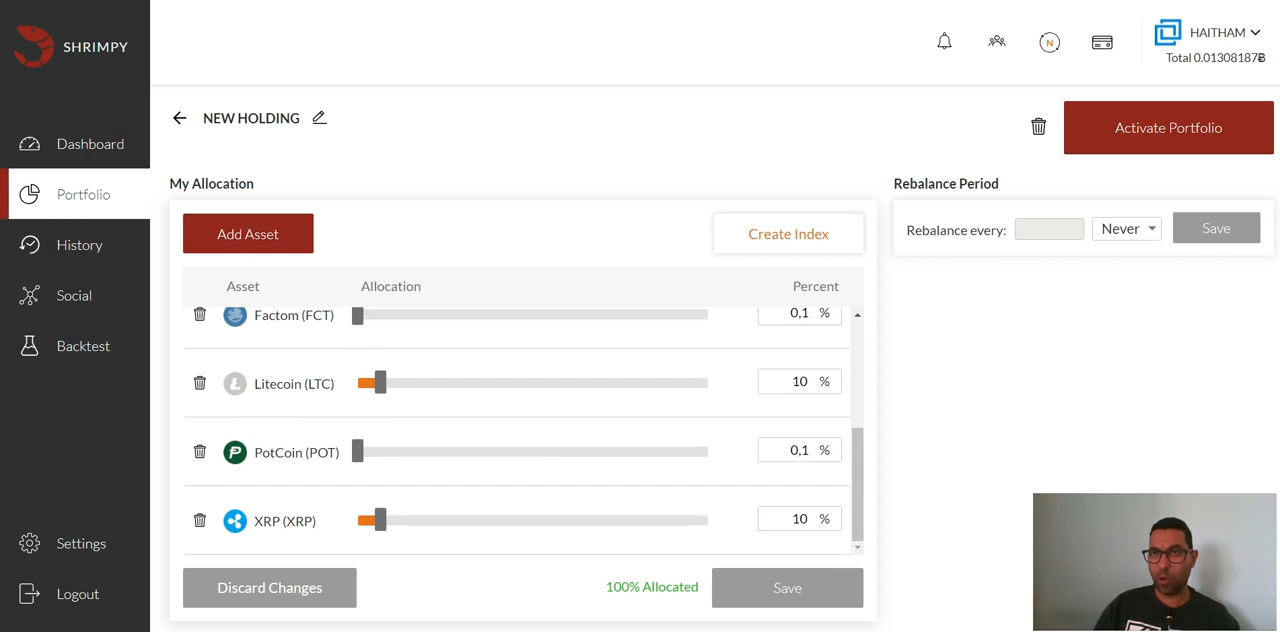 SHRIMPY
HAITHAM
Total 0.01308187Ƀ
NEW HOLDING
Activate Portfolio
Dashboard
Portfolio
History
Social
Backtest
Settings
Logout
My Allocation
Add Asset
Create Index
Asset Allocation Percent
Factom (FCT) 0,1 %
Litecoin (LTC) 10 %
PotCoin (POT) 0,1 %
XRP (XRP) 10 %
Discard Changes
100% Allocated
Save
Rebalance Period
Rebalance every: Never Save
N